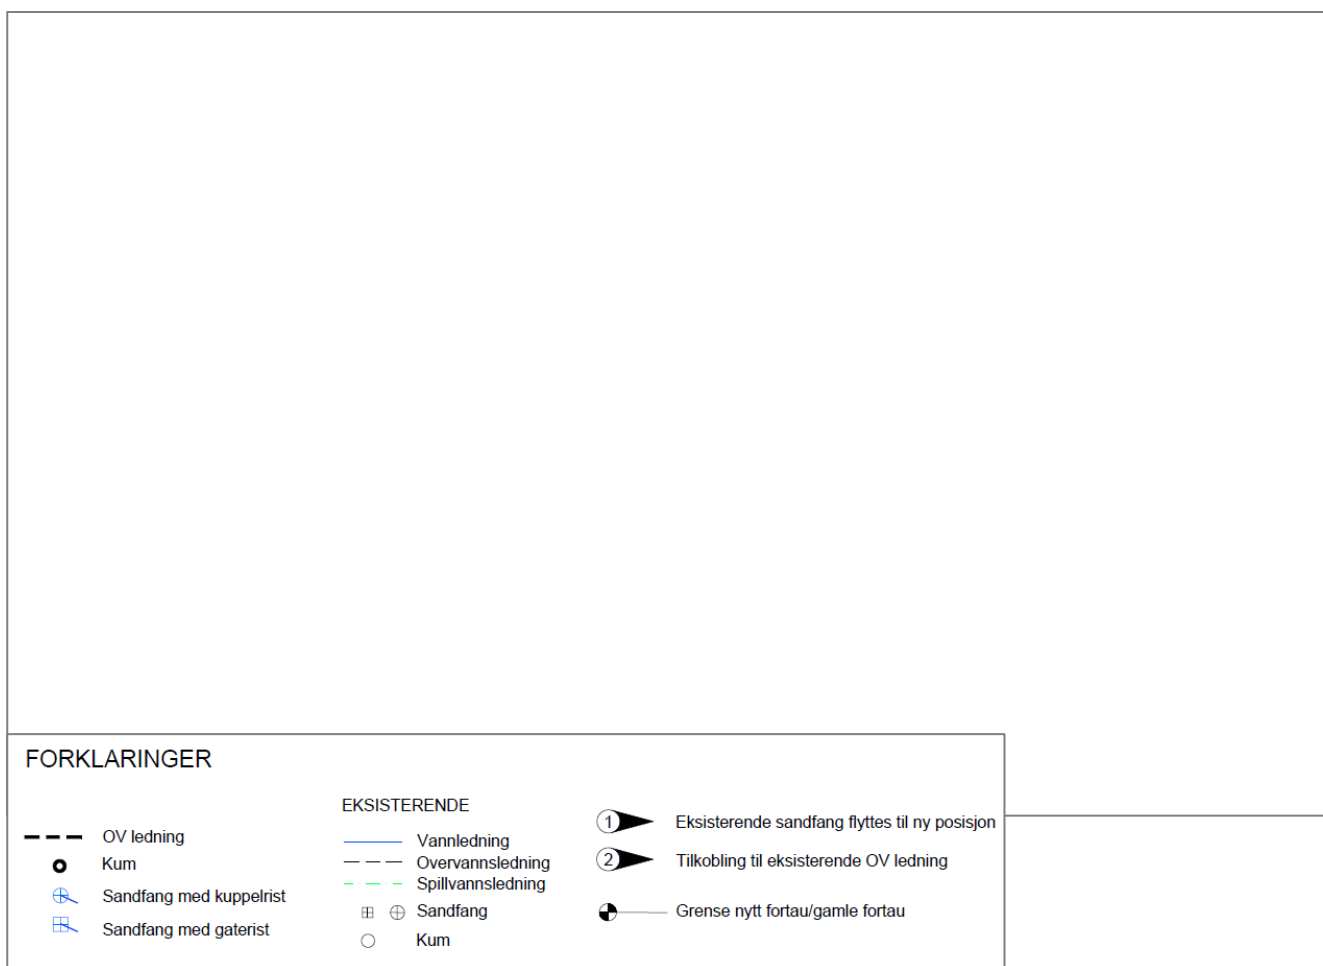 FORKLARINGER
OV ledning
Kum
Sandfang med kuppelrist
Sandfang med gaterist
EKSISTERENDE
Vannledning
Overvannsledning
Spillvannsledning
Sandfang
Kum
1 Eksisterende sandfang flyttes til ny posisjon
2 Tilkobling til eksisterende OV ledning
Grense nytt fortau/gamle fortau